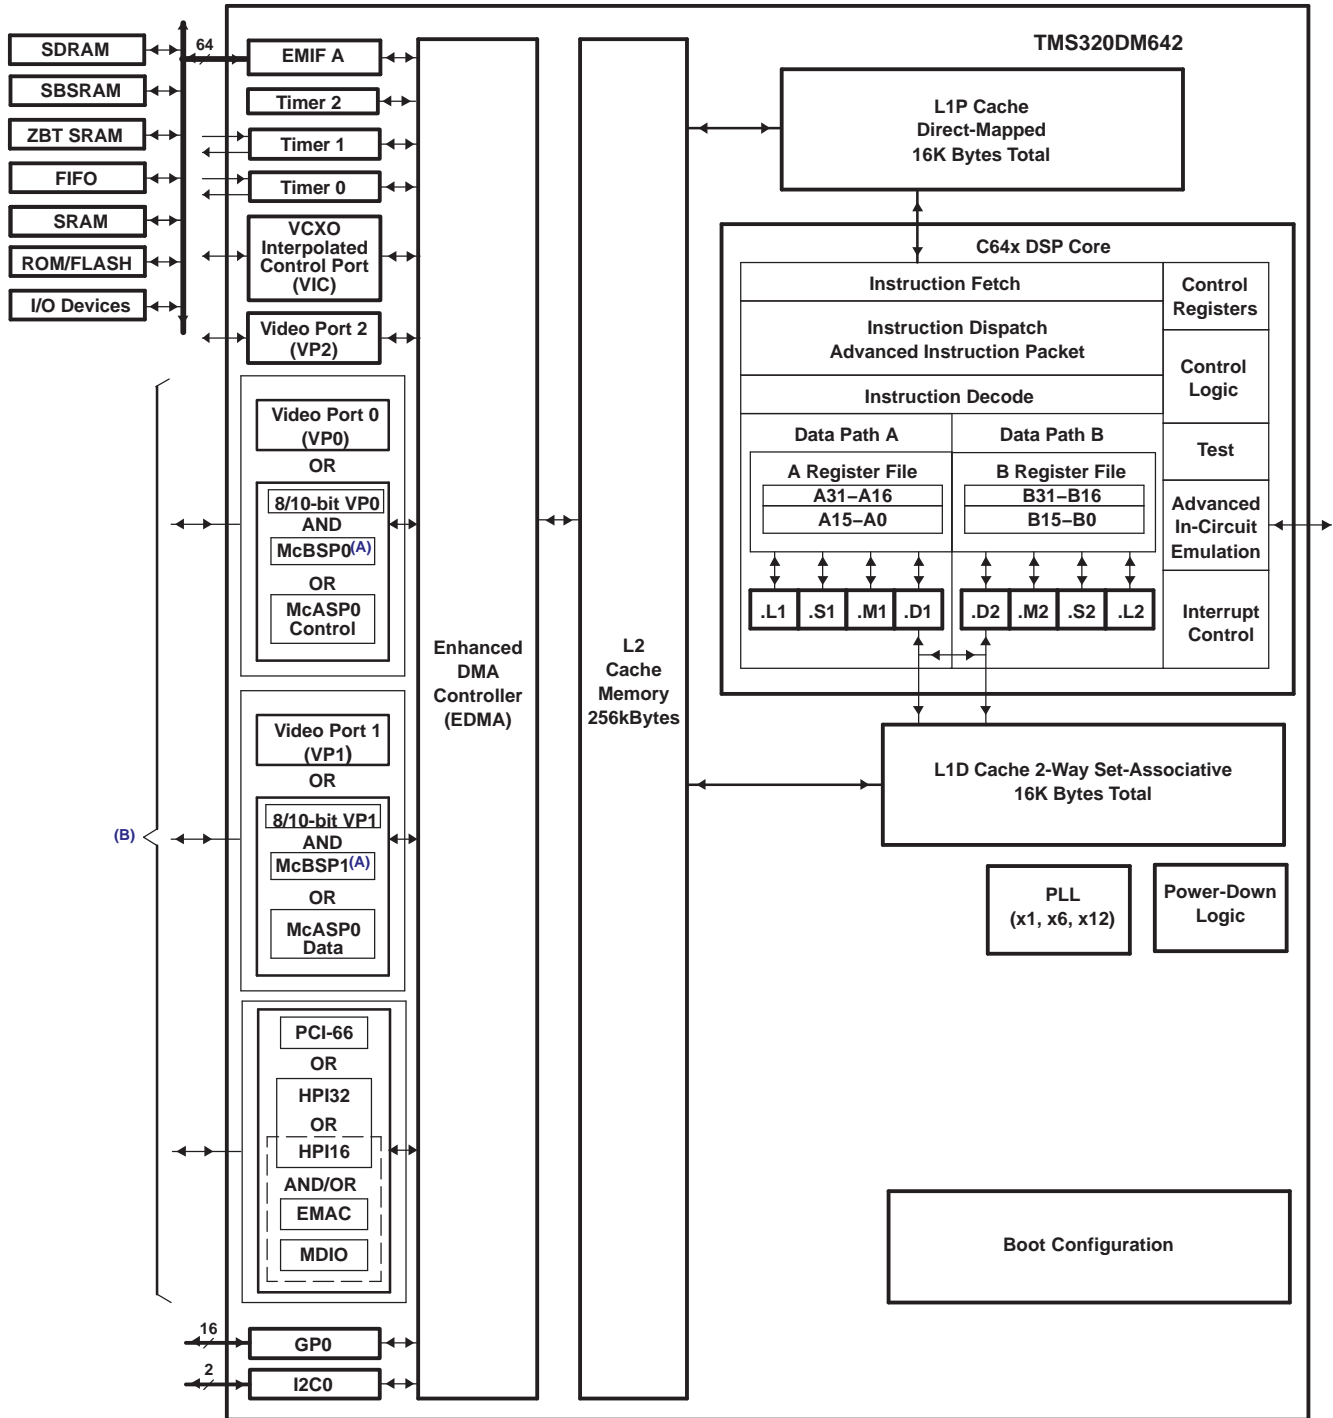 TMS320DM642
SDRAM
SBSRAM
ZBT SRAM
FIFO
SRAM
ROM/FLASH
I/O Devices
64
EMIF A
Timer 2
Timer 1
Timer 0
VCXO
Interpolated
Control Port
(VIC)
Video Port 2
(VP2)
Video Port 0
(VP0)
OR
8/10-bit VP0
AND
McBSP0(A)
OR
McASP0
Control
Video Port 1
(VP1)
OR
8/10-bit VP1
AND
McBSP1(A)
OR
McASP0
Data
(B)
PCI-66
OR
HPI32
OR
HPI16
AND/OR
EMAC
MDIO
16
GP0
2
I2C0
Enhanced
DMA
Controller
(EDMA)
L2
Cache
Memory
256kBytes
L1P Cache
Direct-Mapped
16K Bytes Total
C64x DSP Core
Instruction Fetch
Instruction Dispatch
Advanced Instruction Packet
Instruction Decode
Data Path A
Data Path B
A Register File
A31–A16
A15–A0
B Register File
B31–B16
B15–B0
.L1
.S1
.M1
.D1
.D2
.M2
.S2
.L2
Control
Registers
Control
Logic
Test
Advanced
In-Circuit
Emulation
Interrupt
Control
L1D Cache 2-Way Set-Associative
16K Bytes Total
PLL
(x1, x6, x12)
Power-Down
Logic
Boot Configuration